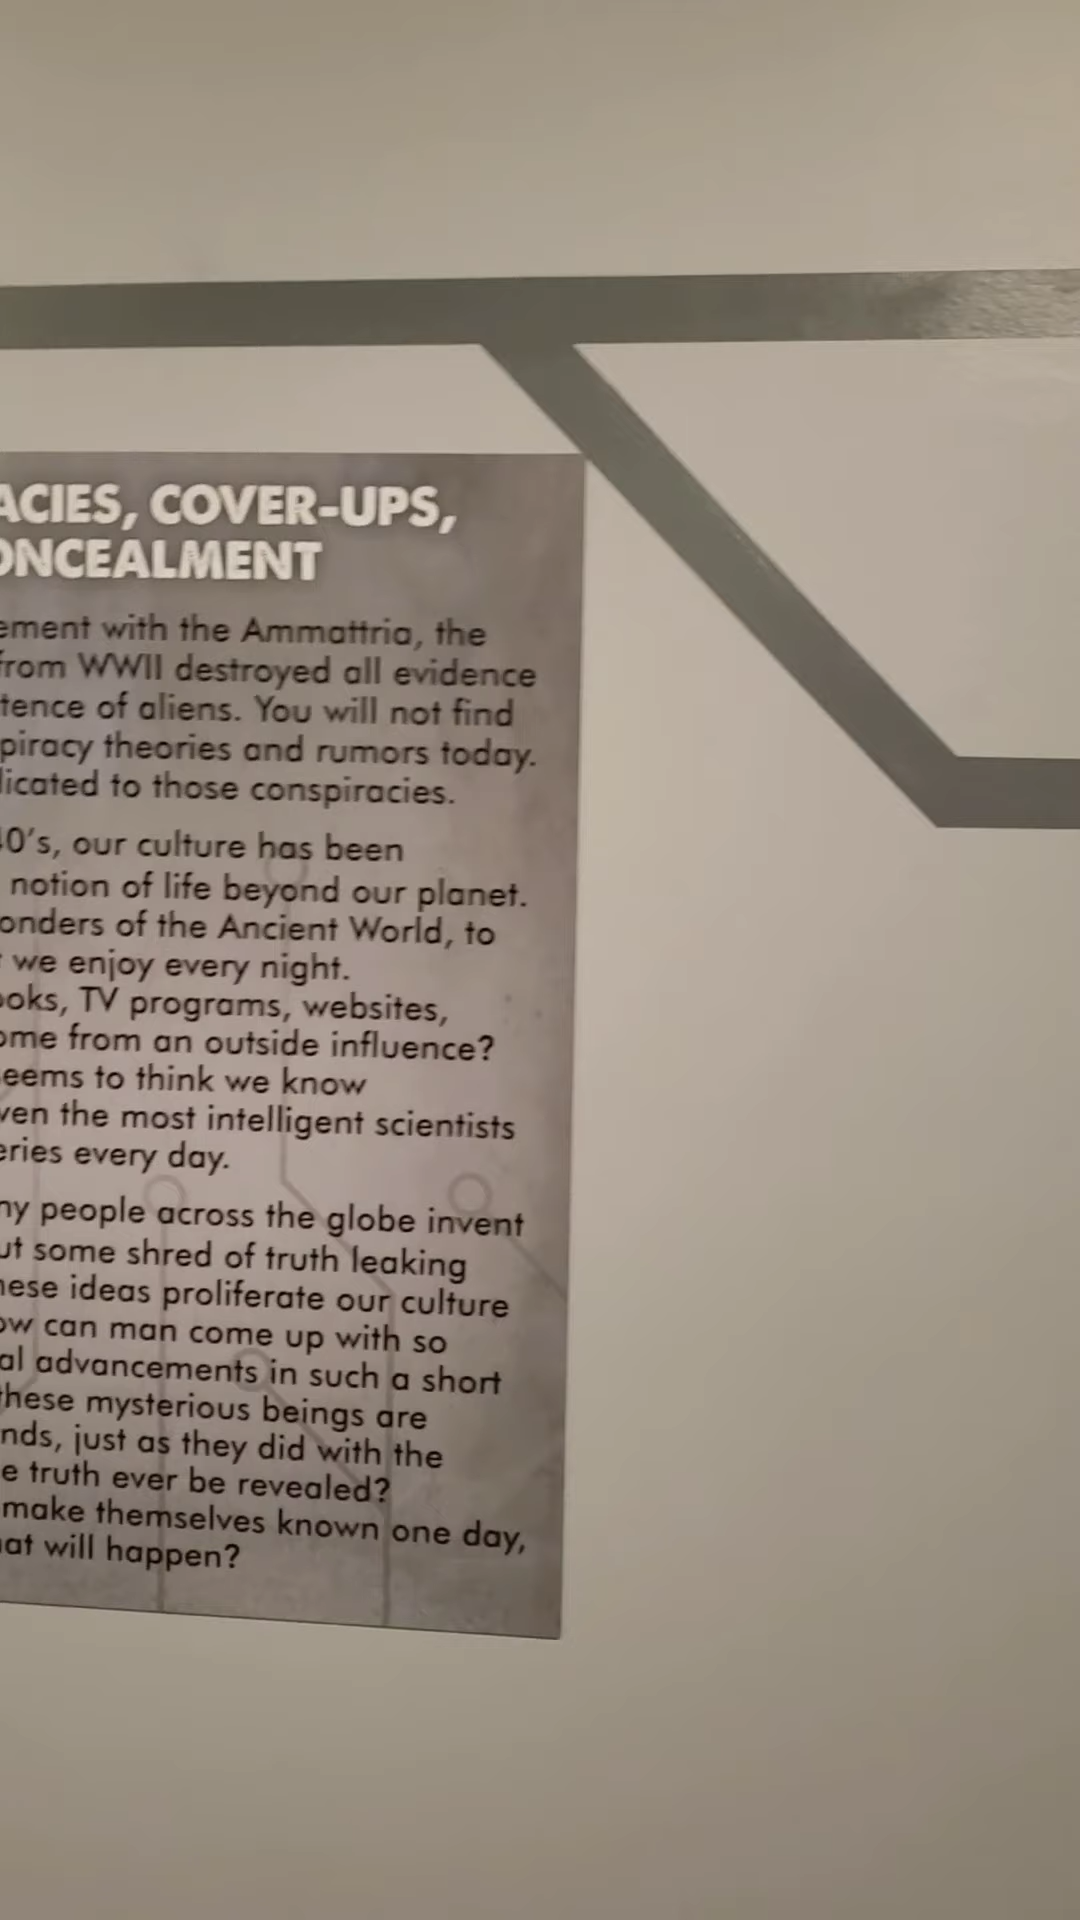 ACIES, COVER-UPS,
ONCEALMENT
ement with the Ammattria, the
from WWII destroyed all evidence
tence of aliens. You will not find
piracy theories and rumors today.
licated to those conspiracies.
40's, our culture has been
notion of life beyond our planet.
onders of the Ancient World, to
we enjoy every night.
ooks, TV programs, websites,
ome from an outside influence?
eems to think we know
ven the most intelligent scientists
eries every day.
ny people across the globe invent
ut some shred of truth leaking
hese ideas proliferate our culture
ow can man come up with so
al advancements in such a short
these mysterious beings are
nds, just as they did with the
e truth ever be revealed?
make themselves known one day,
hat will happen?